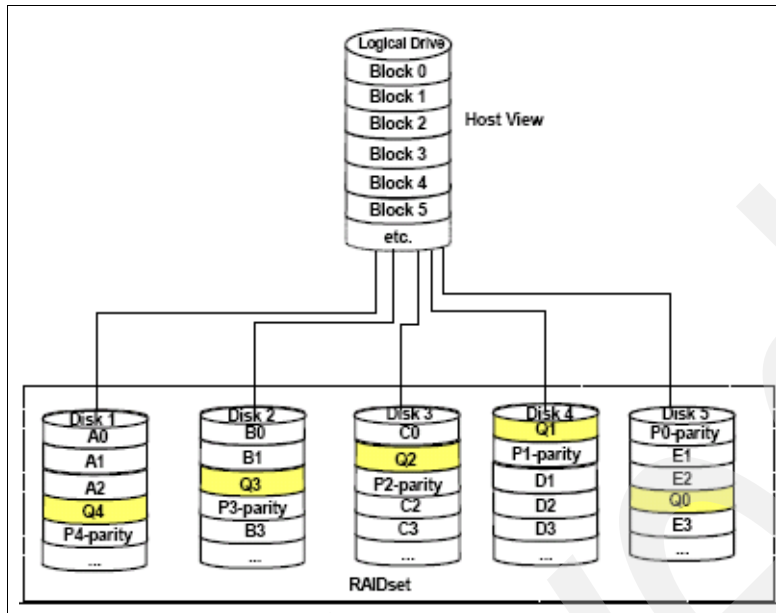 Logical Drive
Block 0
Block 1
Block 2
Block 3
Block 4
Block 5
etc.
Host View
Disk 1
A0
A1
A2
Q4
P4-parity
...
Disk 2
B0
B1
Q3
P3-parity
B3
...
Disk 3
C0
Q2
P2-parity
C2
C3
...
Disk 4
Q1
P1-parity
D1
D2
D3
...
Disk 5
P0-parity
E1
E2
Q0
E3
...
RAIDset